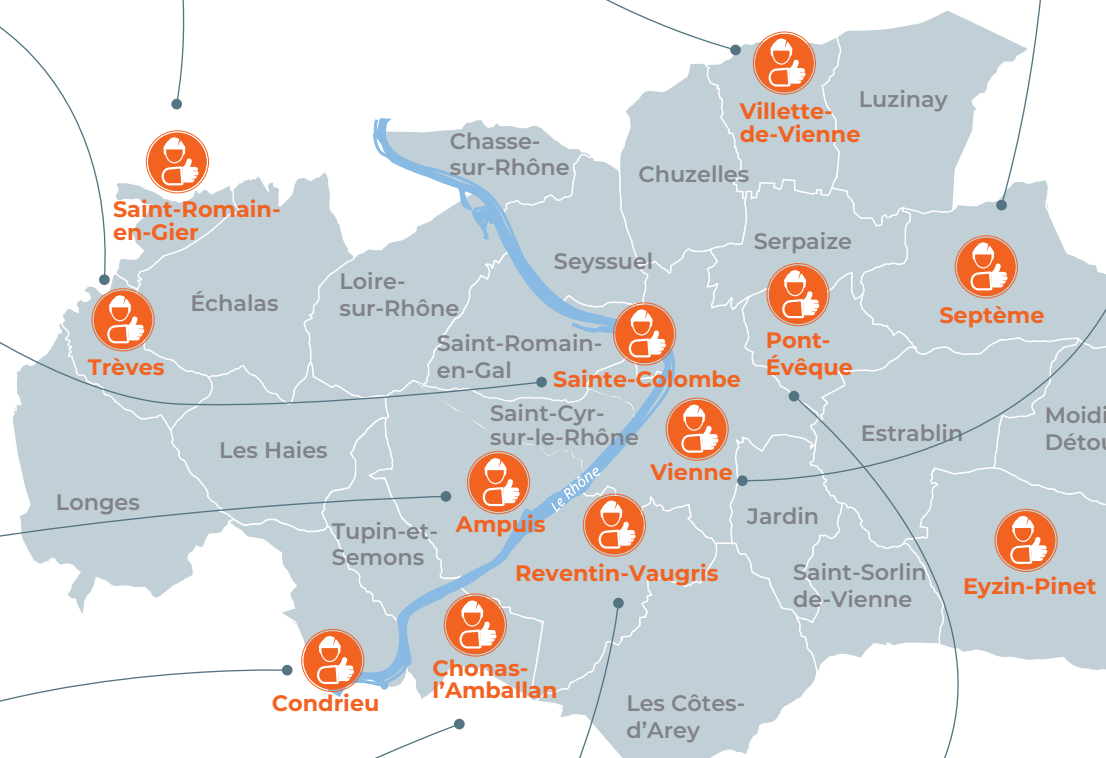 Luzinay
Villette-
de-Vienne
Chasse-
sur-Rhône
Chuzelles
Saint-Romain-
en-Gier
Serpaize
Seyssuel
Échalas
Loire-
sur-Rhône
Septème
Pont-
Évêque
Trèves
Saint-Romain-
en-Gal
Sainte-Colombe
Saint-Cyr-
sur-le-Rhône
Moidi
Détou
Estrablin
Les Haies
Vienne
Le Rhône
Longes
Ampuis
Jardin
Tupin-et-
Semons
Reventin-Vaugris
Saint-Sorlin
de-Vienne
Eyzin-Pinet
Chonas-
l’Amballan
Condrieu
Les Côtes-
d’Arey